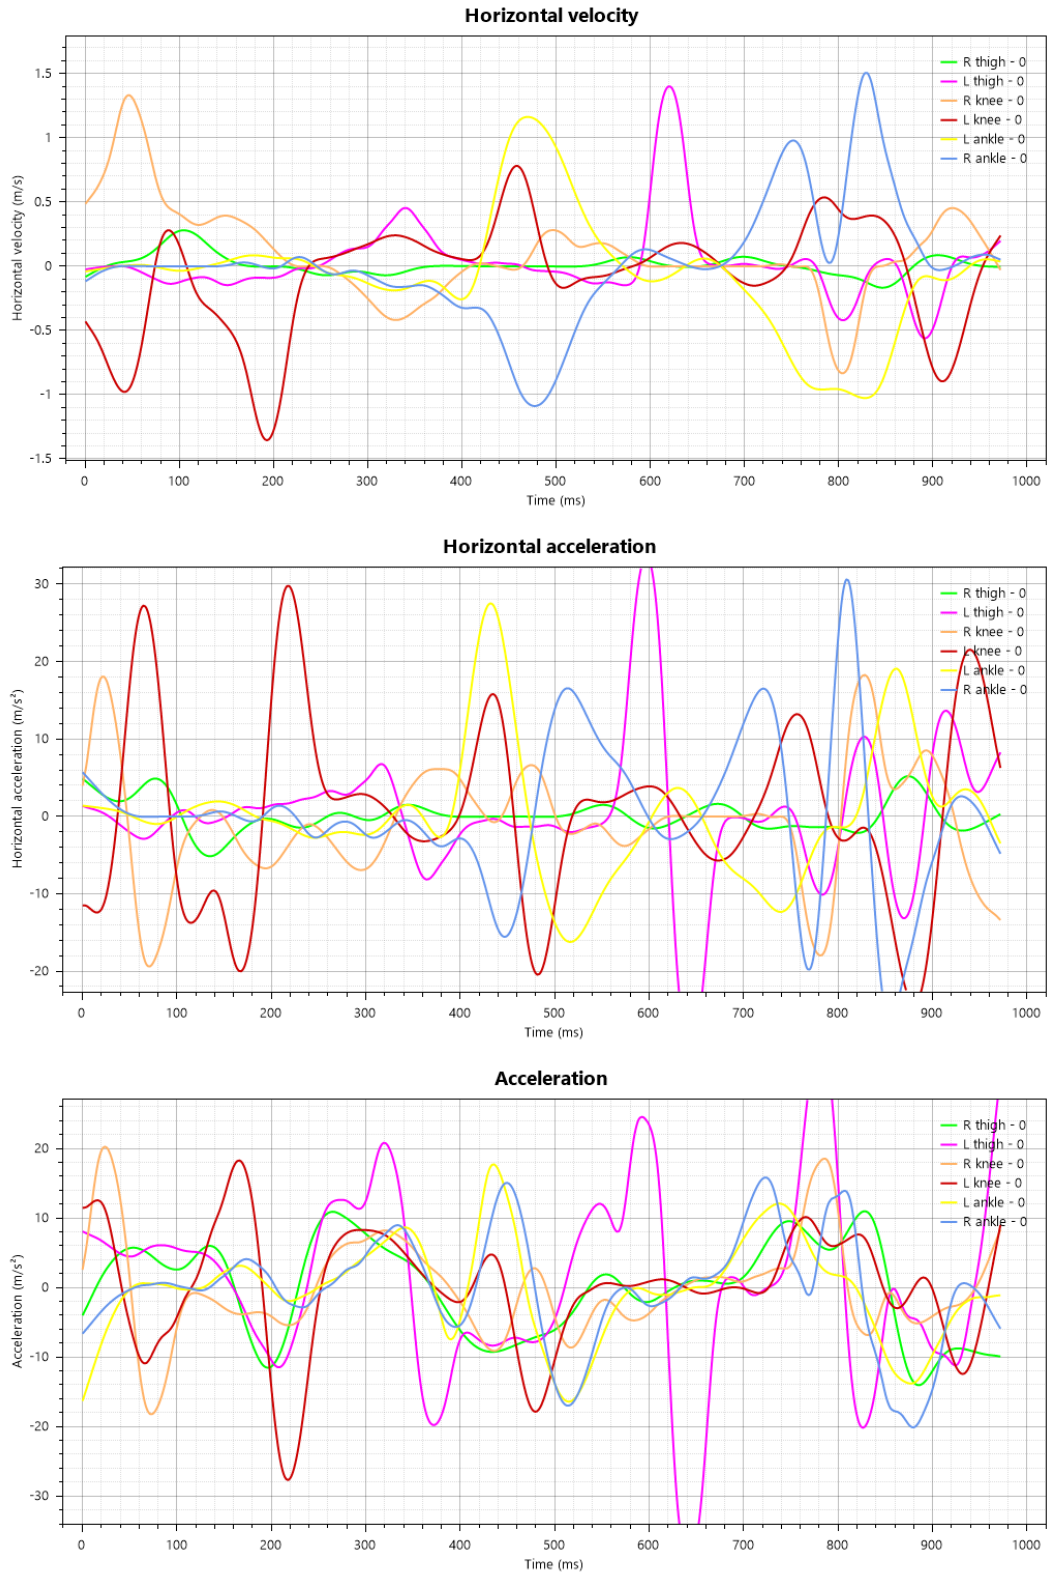 Horizontal velocity
Horizontal velocity (m/s)
1.5
1
0.5
0
-0.5
-1
-1.5
R thigh - 0
L thigh - 0
R knee - 0
L knee - 0
L ankle - 0
R ankle - 0
0 100 200 300 400 500 600 700 800 900 1000
Time (ms)
Horizontal acceleration
Horizontal acceleration (m/s²)
30
20
10
0
-10
-20
R thigh - 0
L thigh - 0
R knee - 0
L knee - 0
L ankle - 0
R ankle - 0
0 100 200 300 400 500 600 700 800 900 1000
Time (ms)
Acceleration
Acceleration (m/s²)
20
10
0
-10
-20
-30
R thigh - 0
L thigh - 0
R knee - 0
L knee - 0
L ankle - 0
R ankle - 0
0 100 200 300 400 500 600 700 800 900 1000
Time (ms)